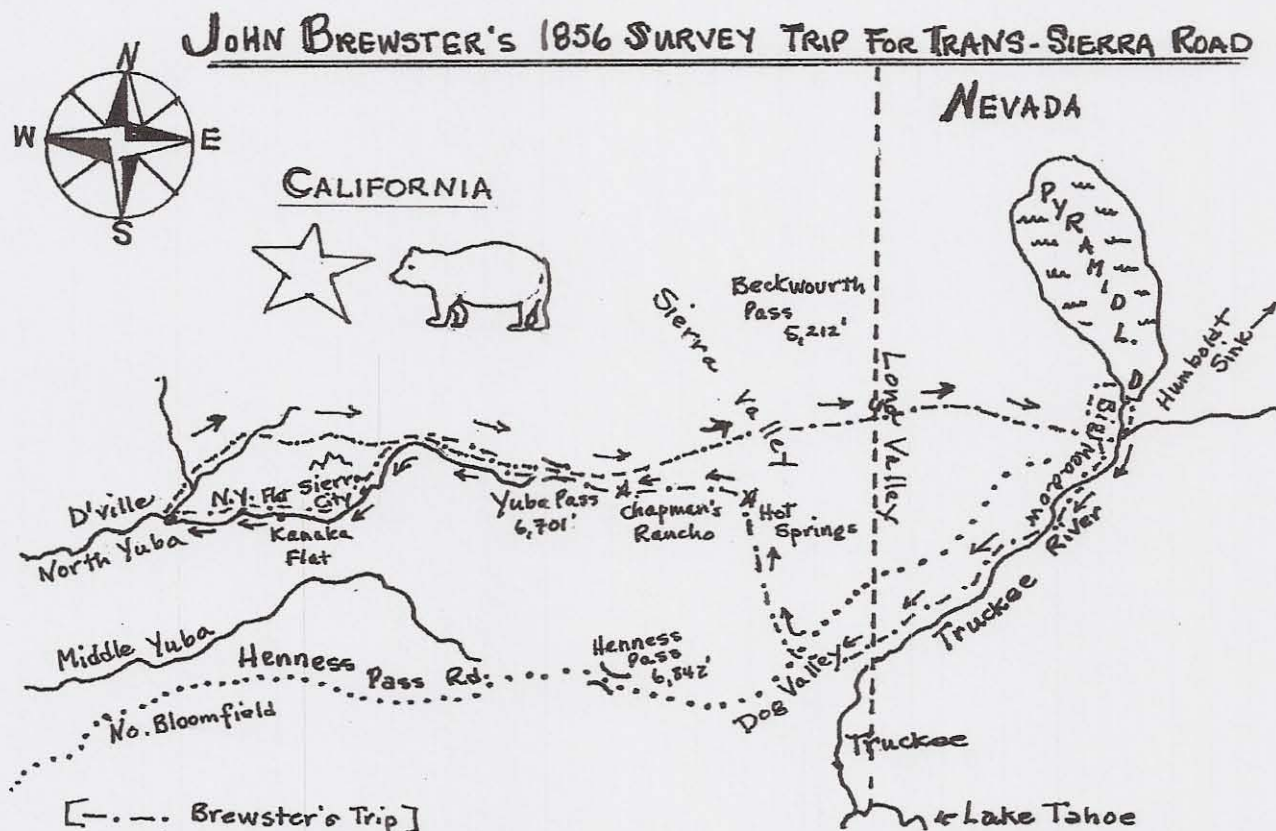 JOHN BREWSTER'S 1856 SURVEY TRIP FOR TRANS-SIERRA ROAD
N
W E
S
NEVADA
CALIFORNIA
PYRAMID L.
Beckwourth
Pass
5,212'
Sierra
Valley
Long Valley
Humboldt
Sink
Big Meadow
D'ville
N.Y. Flat
Sierra
City
North Yuba
Kanaka
Flat
Yuba Pass
6,701'
Chapman's
Rancho
Hot
Springs
Truckee River
Middle Yuba
Henness Pass Rd.
Henness
Pass
6,842'
Dog Valley
No. Bloomfield
Truckee
Lake Tahoe
[-·-·- Brewster's Trip]